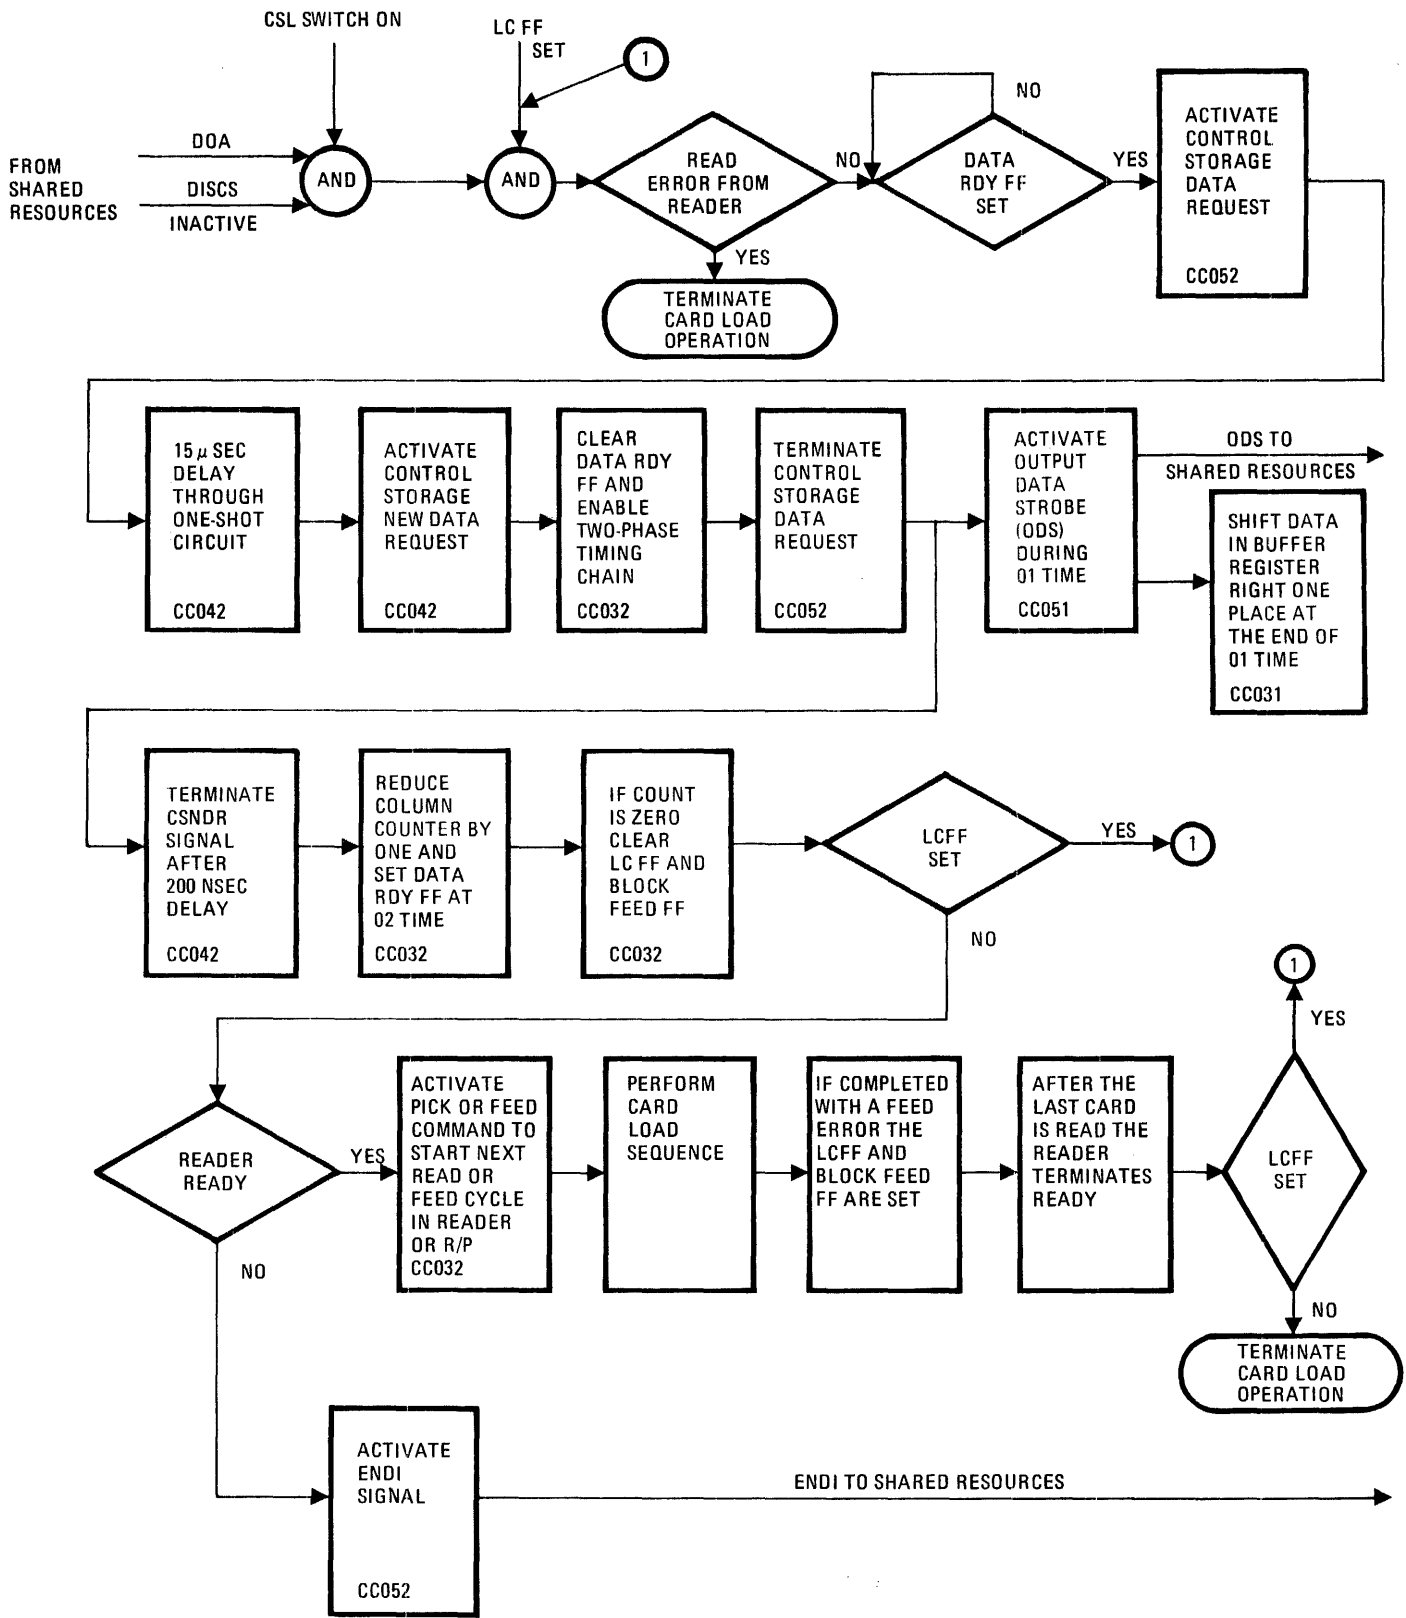 CSL SWITCH ON
LC FF
SET
1
DOA
FROM
SHARED
RESOURCES
DISCS
INACTIVE
AND
AND
READ
ERROR FROM
READER
NO
YES
TERMINATE
CARD LOAD
OPERATION
NO
DATA
RDY FF
SET
YES
ACTIVATE
CONTROL
STORAGE
DATA
REQUEST
CC052
15 μ SEC
DELAY
THROUGH
ONE-SHOT
CIRCUIT
CC042
ACTIVATE
CONTROL
STORAGE
NEW DATA
REQUEST
CC042
CLEAR
DATA RDY
FF AND
ENABLE
TWO-PHASE
TIMING
CHAIN
CC032
TERMINATE
CONTROL
STORAGE
DATA
REQUEST
CC052
ACTIVATE
OUTPUT
DATA
STROBE
(ODS)
DURING
01 TIME
CC051
ODS TO
SHARED RESOURCES
SHIFT DATA
IN BUFFER
REGISTER
RIGHT ONE
PLACE AT
THE END OF
01 TIME
CC031
TERMINATE
CSNDR
SIGNAL
AFTER
200 NSEC
DELAY
CC042
REDUCE
COLUMN
COUNTER BY
ONE AND
SET DATA
RDY FF AT
02 TIME
CC032
IF COUNT
IS ZERO
CLEAR
LC FF AND
BLOCK
FEED FF
CC032
LCFF
SET
YES
1
NO
READER
READY
YES
NO
ACTIVATE
PICK OR FEED
COMMAND TO
START NEXT
READ OR
FEED CYCLE
IN READER
OR R/P
CC032
PERFORM
CARD
LOAD
SEQUENCE
IF COMPLETED
WITH A FEED
ERROR THE
LCFF AND
BLOCK FEED
FF ARE SET
AFTER THE
LAST CARD
IS READ THE
READER
TERMINATES
READY
1
YES
LCFF
SET
NO
TERMINATE
CARD LOAD
OPERATION
ACTIVATE
ENDI
SIGNAL
CC052
ENDI TO SHARED RESOURCES